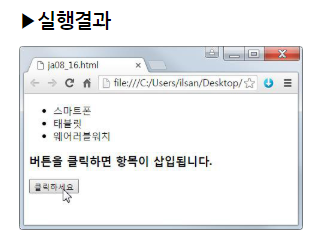 ▶실행결과
ja08_16.html
file:///C:/Users/ilsan/Desktop/
• 스마트폰
• 태블릿
• 웨어러블워치
버튼을 클릭하면 항목이 삽입됩니다.
클릭하세요